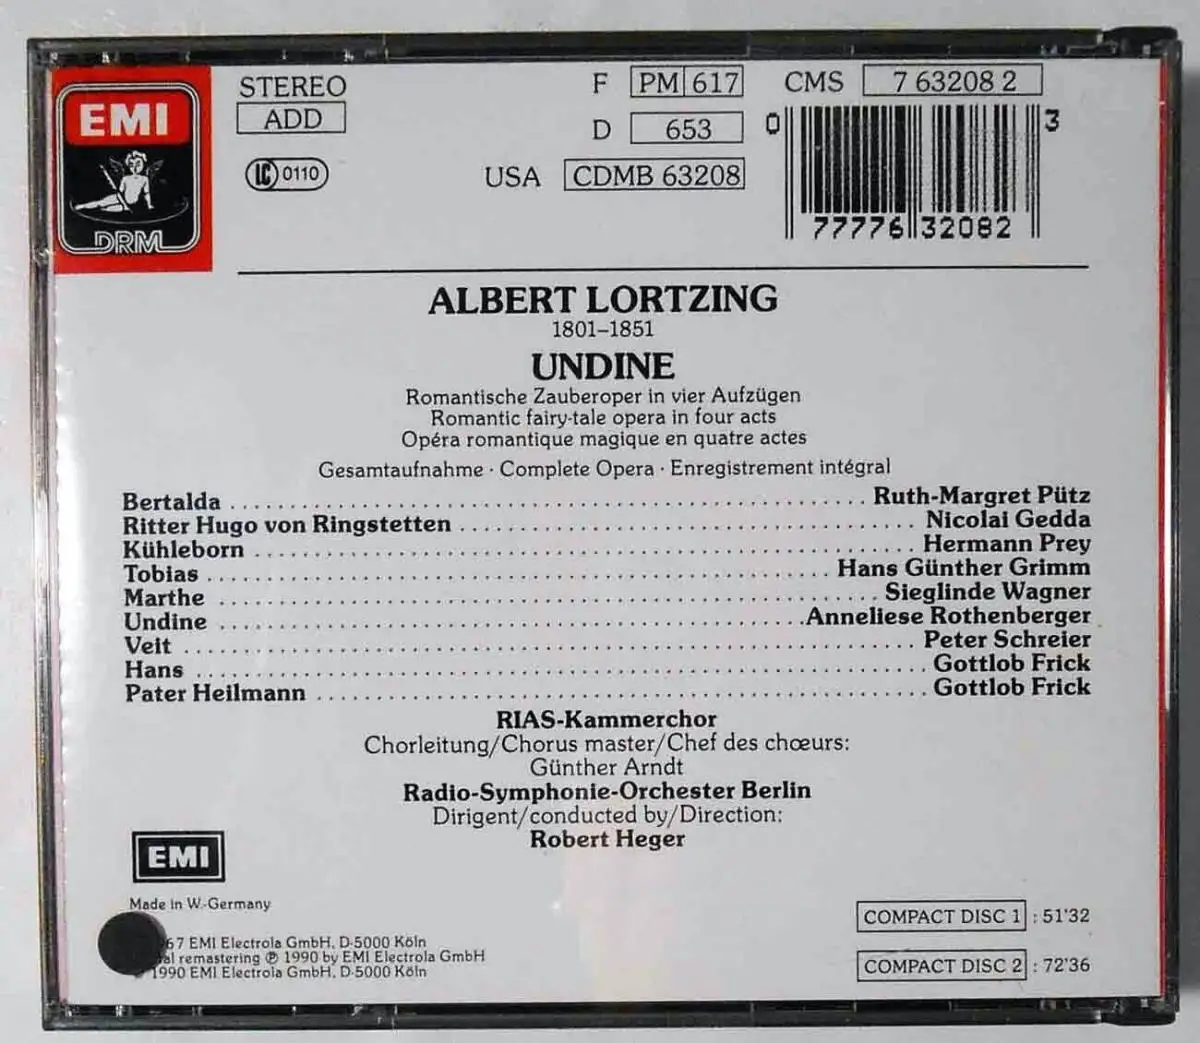 EMI
DRM
STEREO
ADD
LC 0110
F PM 617
D 653
USA CDMB 63208
CMS 7 63208 2
0 77776 32082 3
ALBERT LORTZING
1801–1851
UNDINE
Romantische Zauberoper in vier Aufzügen
Romantic fairy-tale opera in four acts
Opéra romantique magique en quatre actes
Gesamtaufnahme · Complete Opera · Enregistrement intégral
Bertalda ........ Ruth-Margret Pütz
Ritter Hugo von Ringstetten ........ Nicolai Gedda
Kühleborn ........ Hermann Prey
Tobias ........ Hans Günther Grimm
Marthe ........ Sieglinde Wagner
Undine ........ Anneliese Rothenberger
Veit ........ Peter Schreier
Hans ........ Gottlob Frick
Pater Heilmann ........ Gottlob Frick
RIAS-Kammerchor
Chorleitung/Chorus master/Chef des chœurs:
Günther Arndt
Radio-Symphonie-Orchester Berlin
Dirigent/conducted by/Direction:
Robert Heger
EMI
Made in W.-Germany
67 EMI Electrola GmbH, D-5000 Köln
remastering ℗ 1990 by EMI Electrola GmbH
1990 EMI Electrola GmbH, D-5000 Köln
COMPACT DISC 1 : 51'32
COMPACT DISC 2 : 72'36